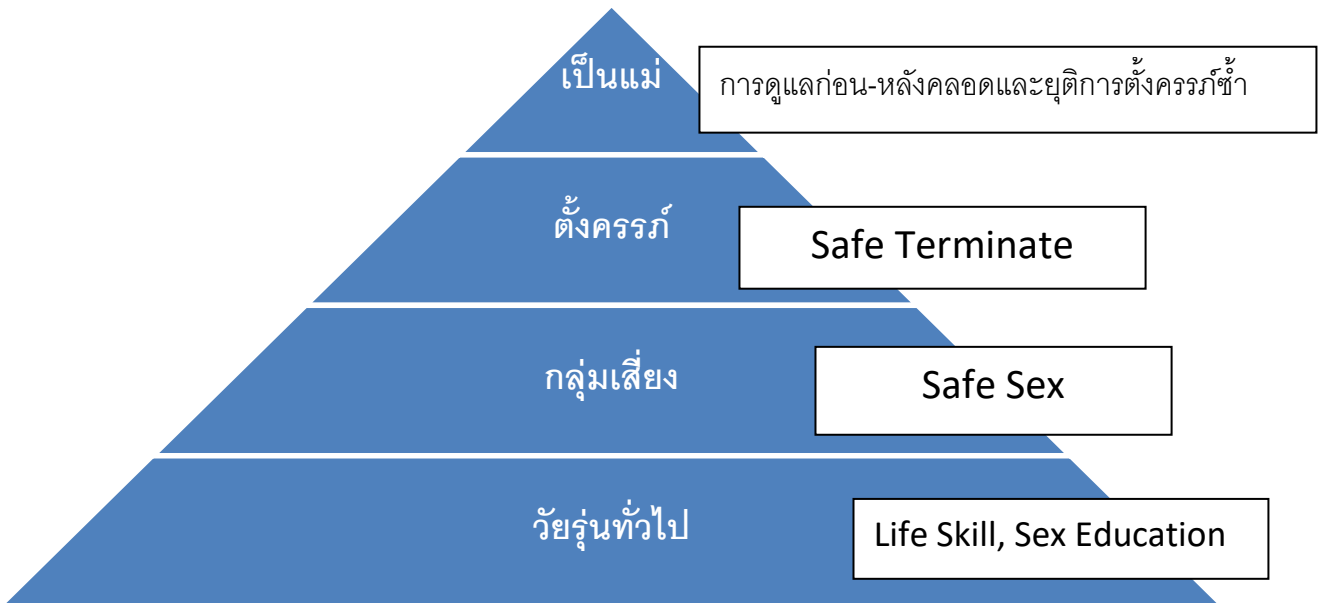 เป็นแม่
การดูแลก่อน-หลังคลอดและยุติการตั้งครรภ์ซ้ำ
ตั้งครรภ์
Safe Terminate
กลุ่มเสี่ยง
Safe Sex
วัยรุ่นทั่วไป
Life Skill, Sex Education